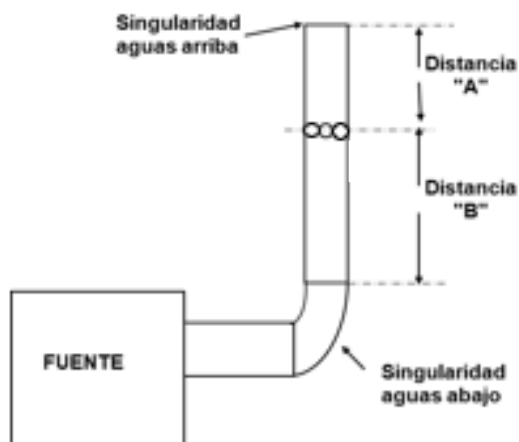 Singularidad
aguas arriba
Distancia
"A"
Distancia
"B"
FUENTE
Singularidad
aguas abajo